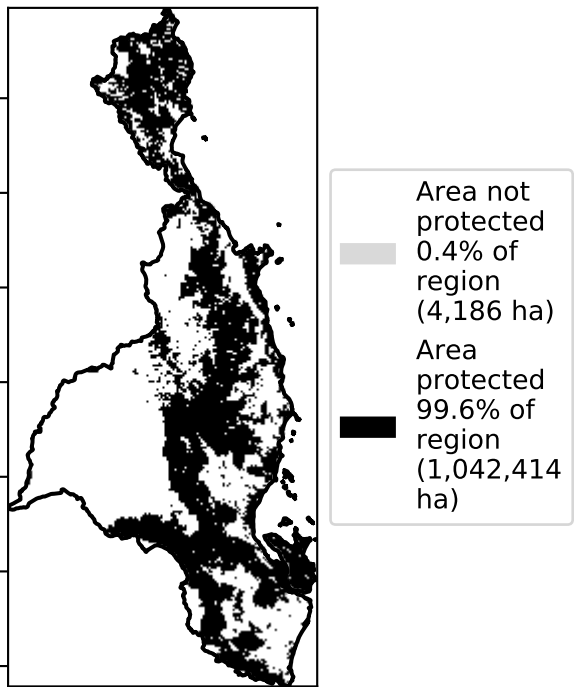 Area not
protected
0.4% of
region
(4,186 ha)
Area
protected
99.6% of
region
(1,042,414
ha)